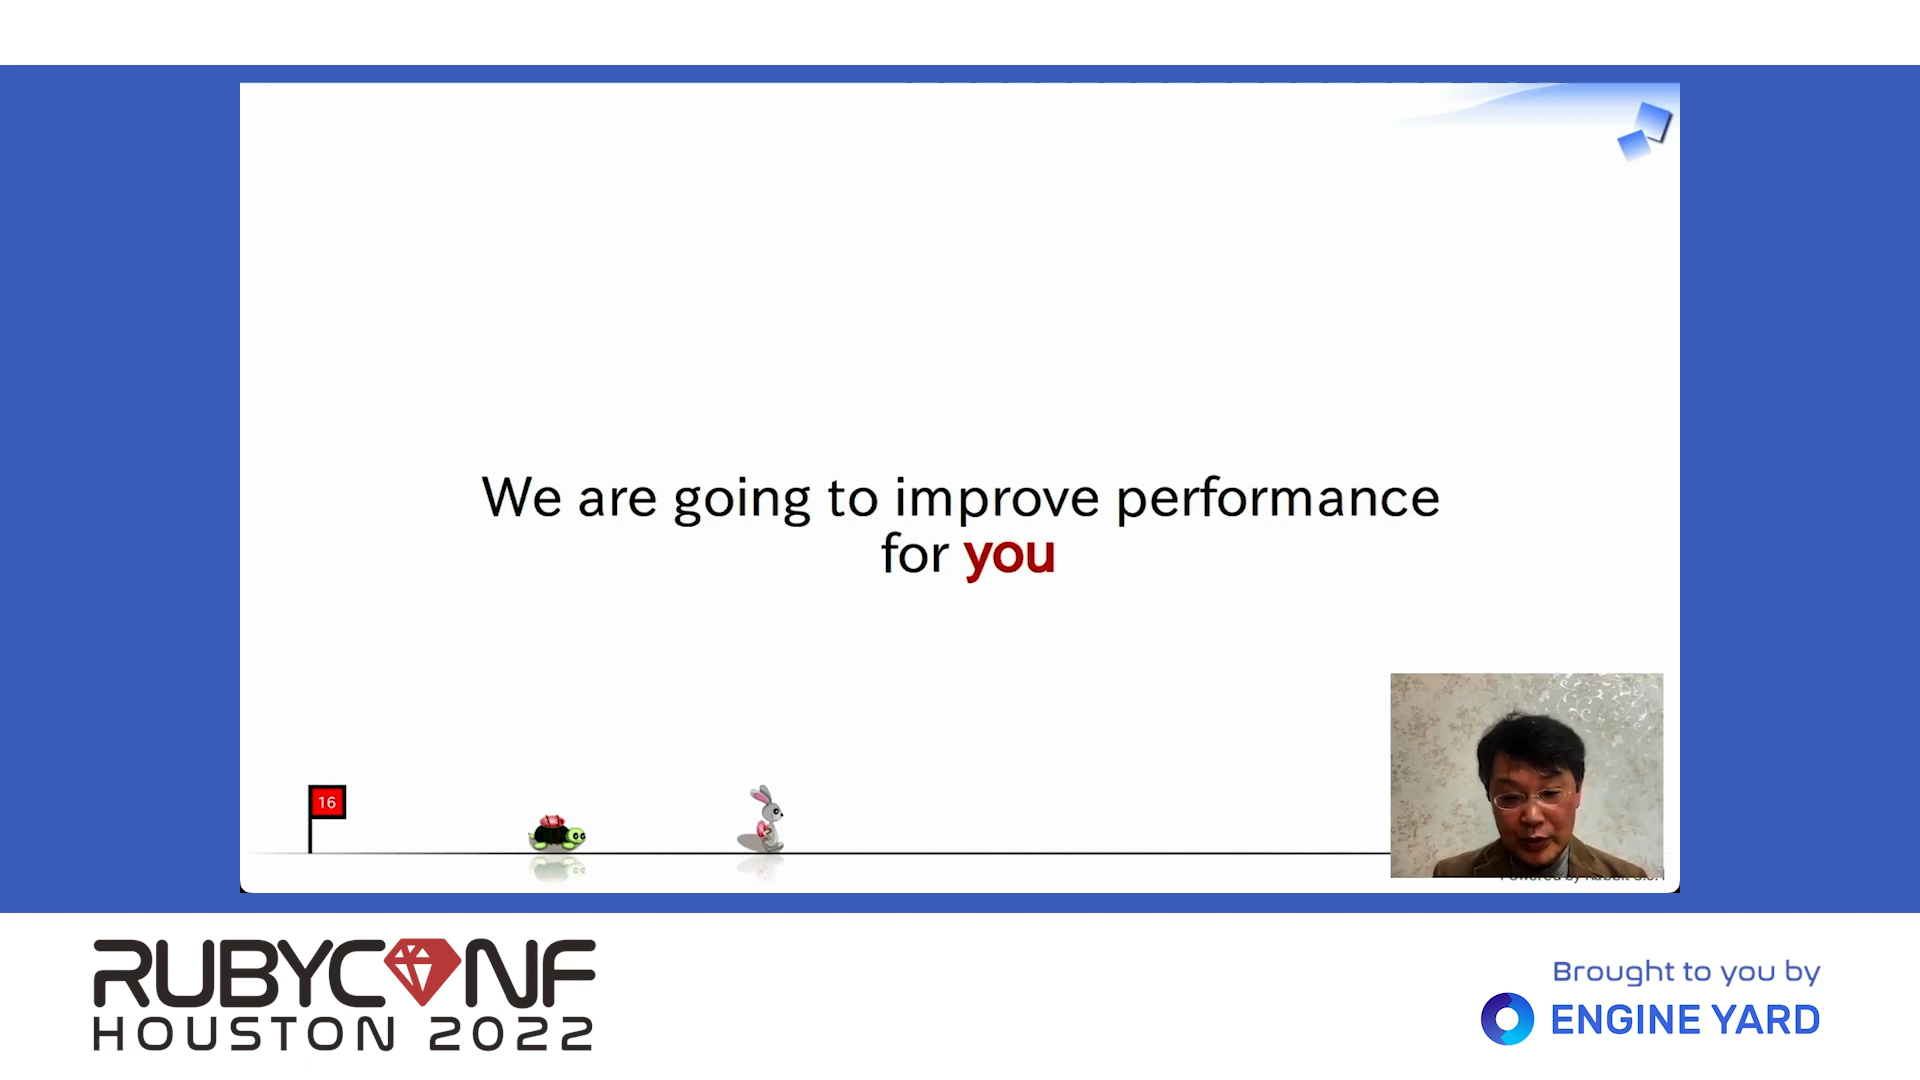 We are going to improve performance
for you
16
RUBYCONF
HOUSTON 2022
Brought to you by
ENGINE YARD